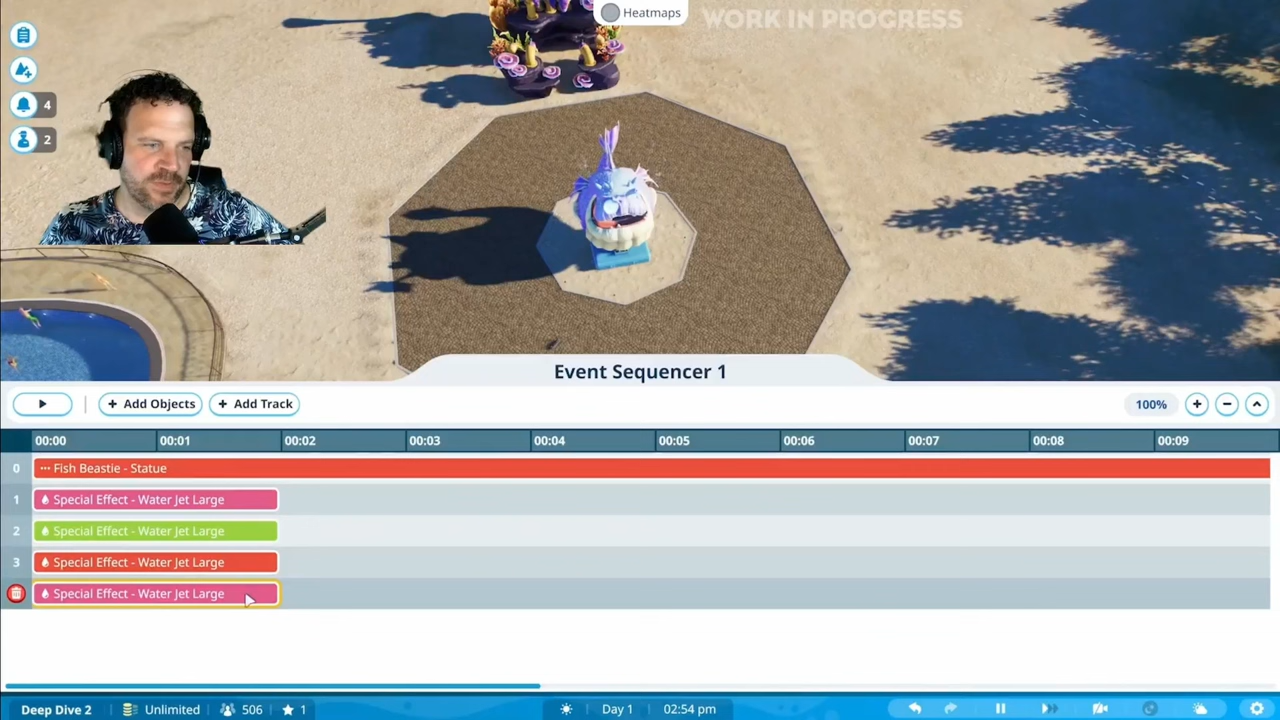 Heatmaps
WORK IN PROGRESS
4
2
Event Sequencer 1
+ Add Objects
+ Add Track
100%
00:00 00:01 00:02 00:03 00:04 00:05 00:06 00:07 00:08 00:09
0 Fish Beastie - Statue
1 Special Effect - Water Jet Large
2 Special Effect - Water Jet Large
3 Special Effect - Water Jet Large
Special Effect - Water Jet Large
Deep Dive 2 Unlimited 506 1 Day 1 02:54 pm